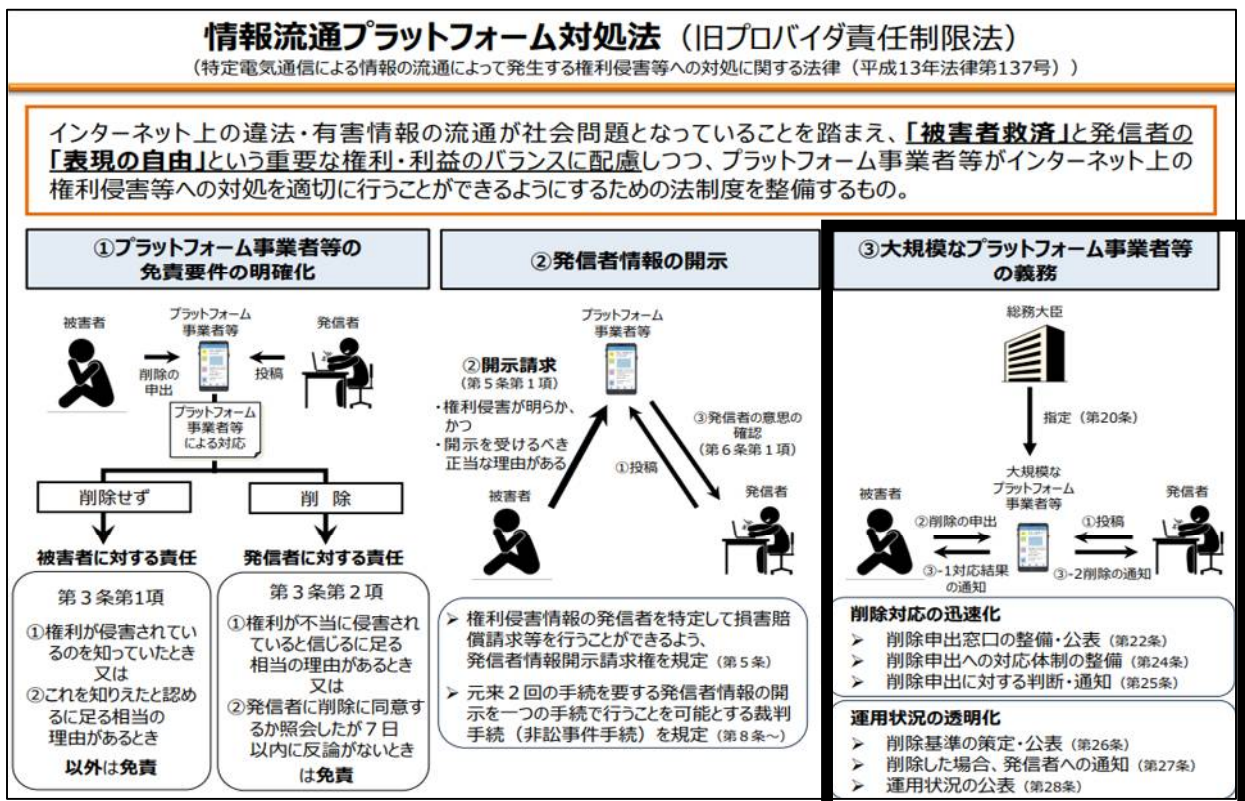 情報流通プラットフォーム対処法（旧プロバイダ責任制限法）
（特定電気通信による情報の流通によって発生する権利侵害等への対処に関する法律（平成13年法律第137号））
インターネット上の違法・有害情報の流通が社会問題となっていることを踏まえ、「被害者救済」と発信者の
「表現の自由」という重要な権利・利益のバランスに配慮しつつ、プラットフォーム事業者等がインターネット上の
権利侵害等への対処を適切に行うことができるようにするための法制度を整備するもの。
①プラットフォーム事業者等の
免責要件の明確化
被害者
プラットフォーム
事業者等
発信者
削除の
申出
投稿
プラットフォーム
事業者等
による対応
削除せず
削 除
被害者に対する責任
発信者に対する責任
第３条第1項
①権利が侵害されてい
るのを知っていたとき
又は
②これを知りえたと認め
るに足る相当の
理由があるとき
以外は免責
第３条第２項
①権利が不当に侵害され
ていると信じるに足る
相当の理由があるとき
又は
②発信者に削除に同意す
るか照会したが７日
以内に反論がないとき
は免責
②発信者情報の開示
プラットフォーム
事業者等
②開示請求
（第５条第１項）
・権利侵害が明らか、
かつ
・開示を受けるべき
正当な理由がある
③発信者の意思の
確認
（第６条第１項）
①投稿
被害者
発信者
➢ 権利侵害情報の発信者を特定して損害賠
償請求等を行うことができるよう、
発信者情報開示請求権を規定（第５条）
➢ 元来２回の手続を要する発信者情報の開
示を一つの手続で行うことを可能とする裁判
手続（非訟事件手続）を規定（第８条～）
③大規模なプラットフォーム事業者等
の義務
総務大臣
指定（第20条）
大規模な
プラットフォーム
事業者等
被害者
発信者
②削除の申出
①投稿
③-1対応結果
の通知
③-2削除の通知
削除対応の迅速化
➢ 削除申出窓口の整備・公表（第22条）
➢ 削除申出への対応体制の整備（第24条）
➢ 削除申出に対する判断・通知（第25条）
運用状況の透明化
➢ 削除基準の策定・公表（第26条）
➢ 削除した場合、発信者への通知（第27条）
➢ 運用状況の公表（第28条）